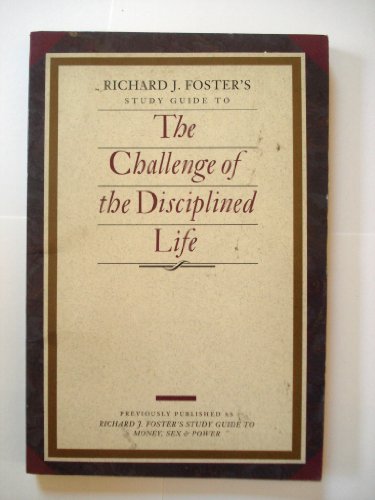 RICHARD J. FOSTER'S
STUDY GUIDE TO
The
Challenge of
the Disciplined
Life
PREVIOUSLY PUBLISHED AS
RICHARD J. FOSTER'S STUDY GUIDE TO
MONEY, SEX & POWER